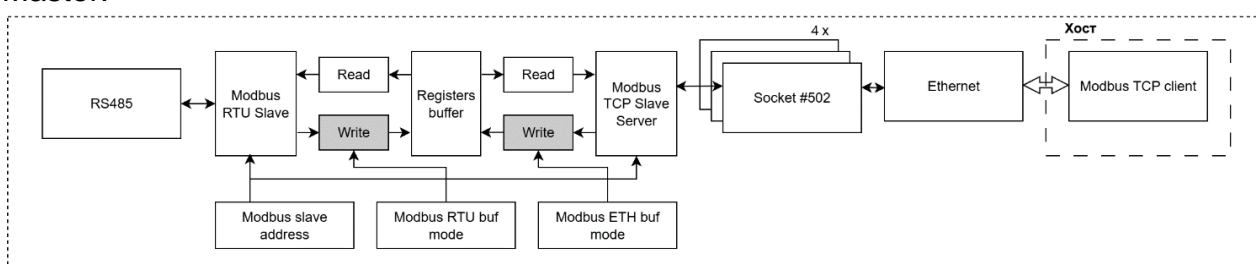 master.
4 x
Хост
RS485
Modbus
RTU Slave
Read
Write
Registers
buffer
Read
Write
Modbus
TCP Slave
Server
Socket #502
Ethernet
Modbus TCP client
Modbus slave
address
Modbus RTU buf
mode
Modbus ETH buf
mode